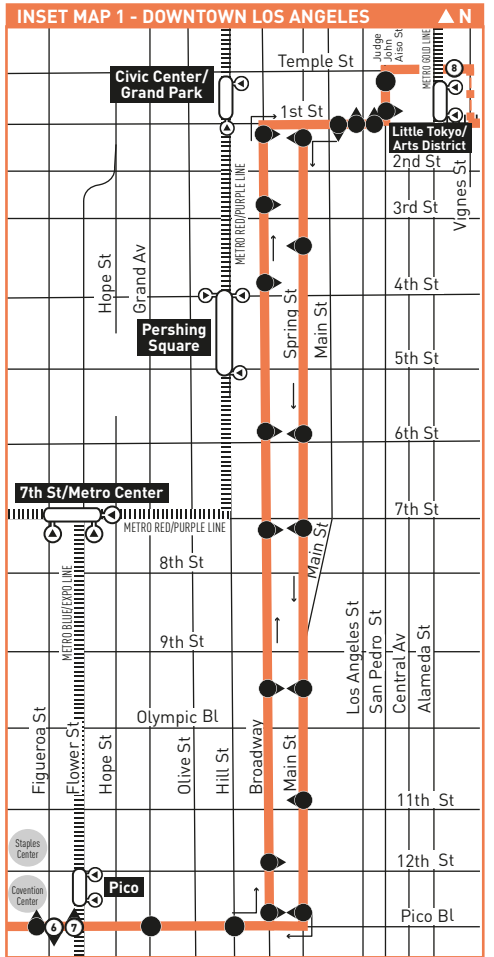 INSET MAP 1 - DOWNTOWN LOS ANGELES
N
Judge
John
Aiso St
METRO GOLD LINE
Temple St
8
Civic Center/
Grand Park
1st St
Little Tokyo/
Arts District
2nd St
Vignes St
3rd St
METRO RED/PURPLE LINE
Hope St
Grand Av
4th St
Spring St
Main St
Pershing
Square
5th St
6th St
7th St/Metro Center
7th St
METRO RED/PURPLE LINE
Main St
8th St
METRO BLUE/EXPO LINE
9th St
Los Angeles St
San Pedro St
Central Av
Alameda St
Olympic Bl
Figueroa St
Flower St
Hope St
Olive St
Hill St
Broadway
Main St
11th St
Staples
Center
12th St
Covention
Center
Pico
Pico Bl
6
7